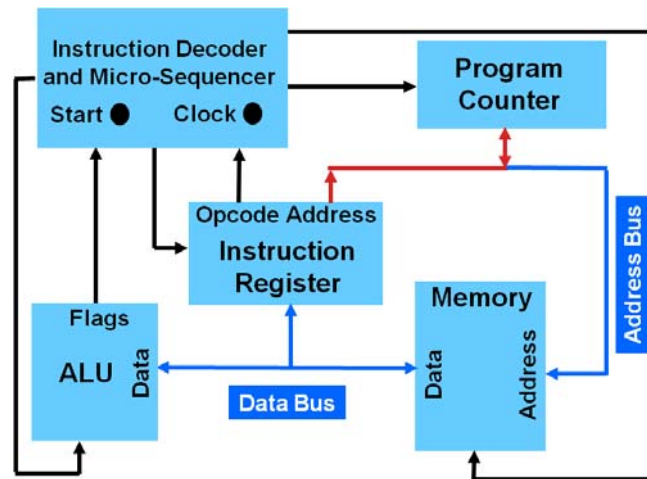 Instruction Decoder
and Micro-Sequencer
Start
Clock
Program
Counter
Opcode Address
Instruction
Register
Address Bus
Flags
ALU
Data
Data Bus
Memory
Data
Address